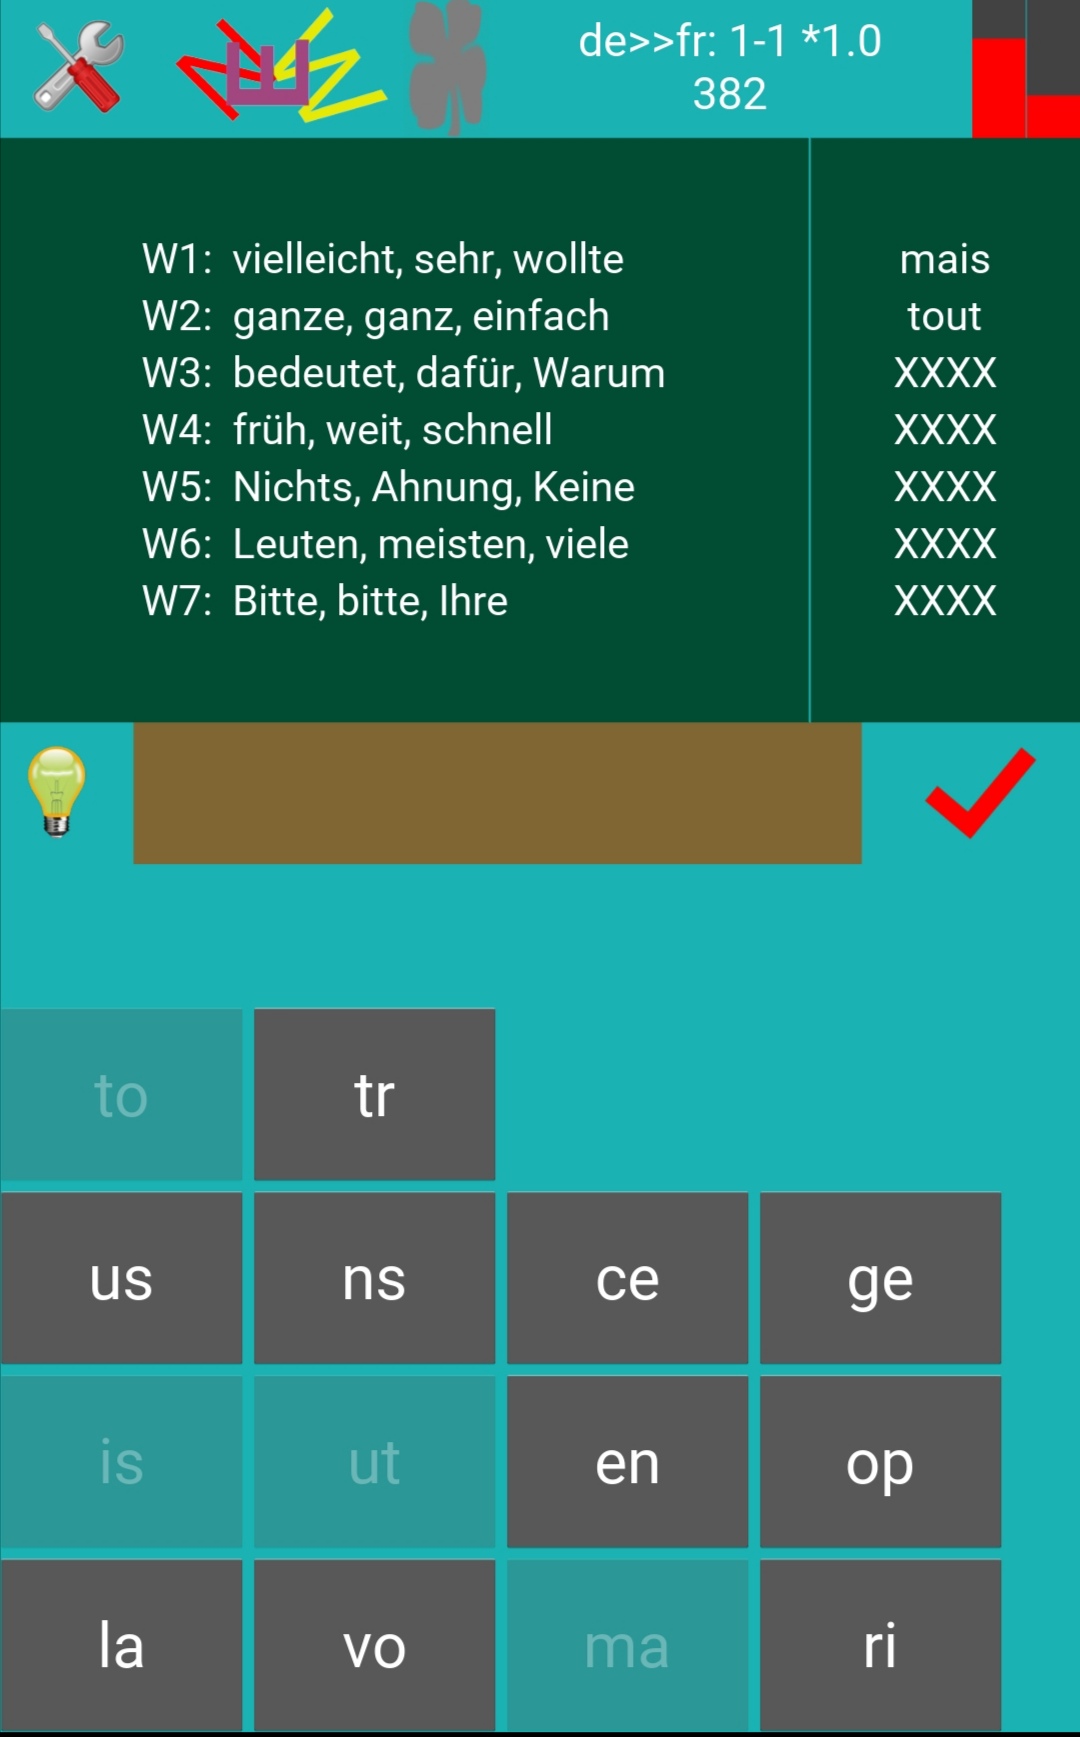 de>>fr: 1-1 *1.0
382
W1: vielleicht, sehr, wollte mais
W2: ganze, ganz, einfach tout
W3: bedeutet, dafür, Warum XXXX
W4: früh, weit, schnell XXXX
W5: Nichts, Ahnung, Keine XXXX
W6: Leuten, meisten, viele XXXX
W7: Bitte, bitte, Ihre XXXX
to tr
us ns ce ge
is ut en op
la vo ma ri